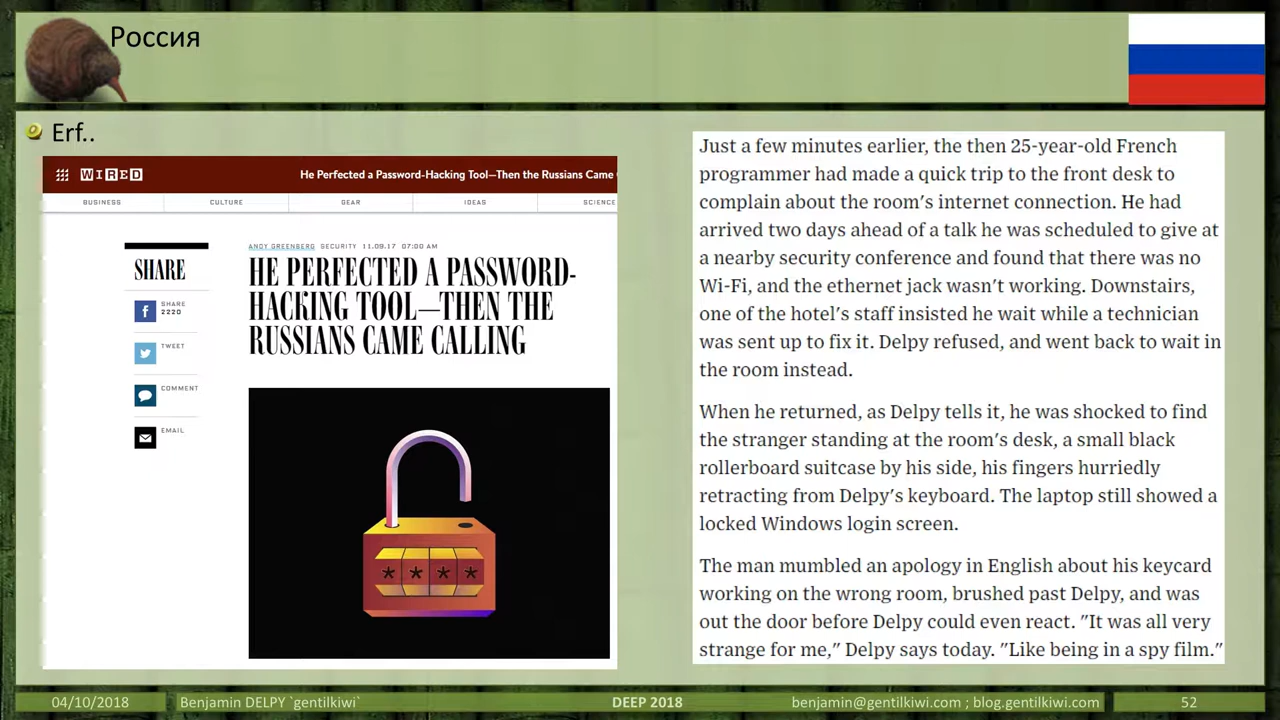 Россия
Erf..
WIRED
He Perfected a Password-Hacking Tool—Then the Russians Came
BUSINESS
CULTURE
GEAR
IDEAS
SCIENCE
SHARE
SHARE
2220
TWEET
COMMENT
EMAIL
ANDY GREENBERG SECURITY 11.09.17 07:00 AM
HE PERFECTED A PASSWORD-
HACKING TOOL—THEN THE
RUSSIANS CAME CALLING
* * * *
Just a few minutes earlier, the then 25-year-old French
programmer had made a quick trip to the front desk to
complain about the room's internet connection. He had
arrived two days ahead of a talk he was scheduled to give at
a nearby security conference and found that there was no
Wi-Fi, and the ethernet jack wasn't working. Downstairs,
one of the hotel's staff insisted he wait while a technician
was sent up to fix it. Delpy refused, and went back to wait in
the room instead.
When he returned, as Delpy tells it, he was shocked to find
the stranger standing at the room's desk, a small black
rollerboard suitcase by his side, his fingers hurriedly
retracting from Delpy's keyboard. The laptop still showed a
locked Windows login screen.
The man mumbled an apology in English about his keycard
working on the wrong room, brushed past Delpy, and was
out the door before Delpy could even react. "It was all very
strange for me," Delpy says today. "Like being in a spy film."
04/10/2018
Benjamin DELPY `gentilkiwi`
DEEP 2018
benjamin@gentilkiwi.com ; blog.gentilkiwi.com
52